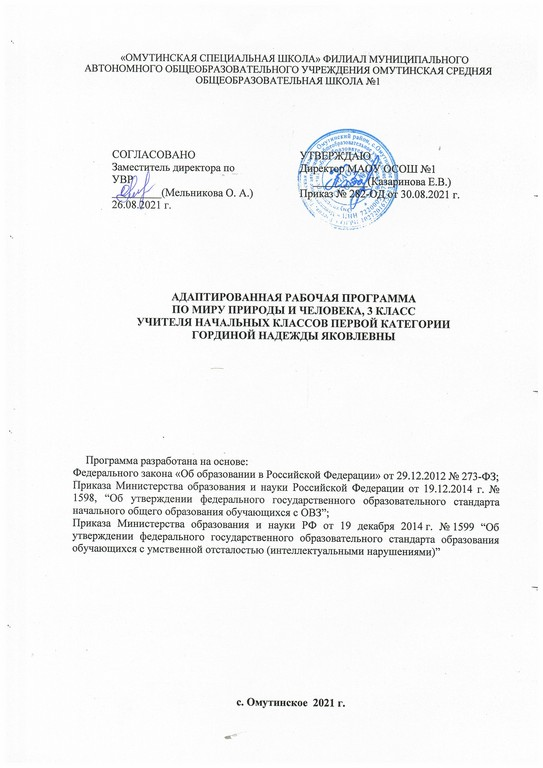 «ОМУТИНСКАЯ СПЕЦИАЛЬНАЯ ШКОЛА» ФИЛИАЛ МУНИЦИПАЛЬНОГО
АВТОНОМНОГО ОБЩЕОБРАЗОВАТЕЛЬНОГО УЧРЕЖДЕНИЯ ОМУТИНСКАЯ СРЕДНЯЯ
ОБЩЕОБРАЗОВАТЕЛЬНАЯ ШКОЛА №1
СОГЛАСОВАНО
Заместитель директора по
УВР
(Мельникова О. А.)
26.08.2021 г.
УТВЕРЖДАЮ
Директор МАОУ ОСОШ №1
(Казаринова Е.В.)
Приказ № 282-ОД от 30.08.2021 г.
АДАПТИРОВАННАЯ РАБОЧАЯ ПРОГРАММА
ПО МИРУ ПРИРОДЫ И ЧЕЛОВЕКА, 3 КЛАСС
УЧИТЕЛЯ НАЧАЛЬНЫХ КЛАССОВ ПЕРВОЙ КАТЕГОРИИ
ГОРДИНОЙ НАДЕЖДЫ ЯКОВЛЕВНЫ
Программа разработана на основе:
Федерального закона «Об образовании в Российской Федерации» от 29.12.2012 № 273-ФЗ;
Приказа Министерства образования и науки Российской Федерации от 19.12.2014 г. №
1598, “Об утверждении федерального государственного образовательного стандарта
начального общего образования обучающихся с ОВЗ”;
Приказа Министерства образования и науки РФ от 19 декабря 2014 г. № 1599 “Об
утверждении федерального государственного образовательного стандарта образования
обучающихся с умственной отсталостью (интеллектуальными нарушениями)”
с. Омутинское 2021 г.